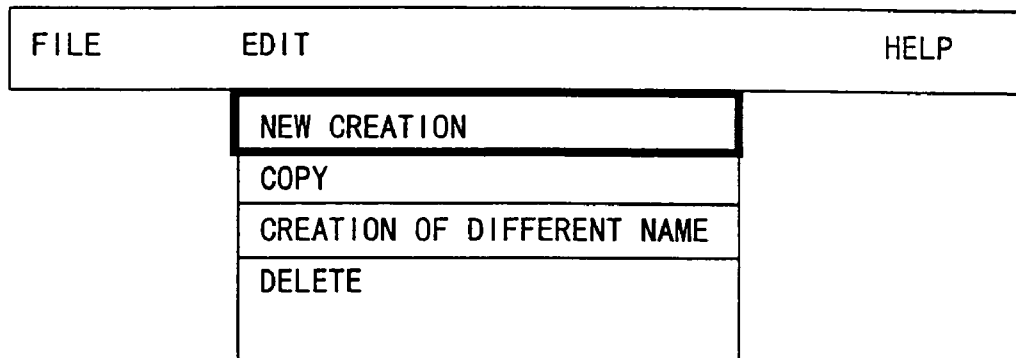 FILE EDIT HELP
NEW CREATION
COPY
CREATION OF DIFFERENT NAME
DELETE